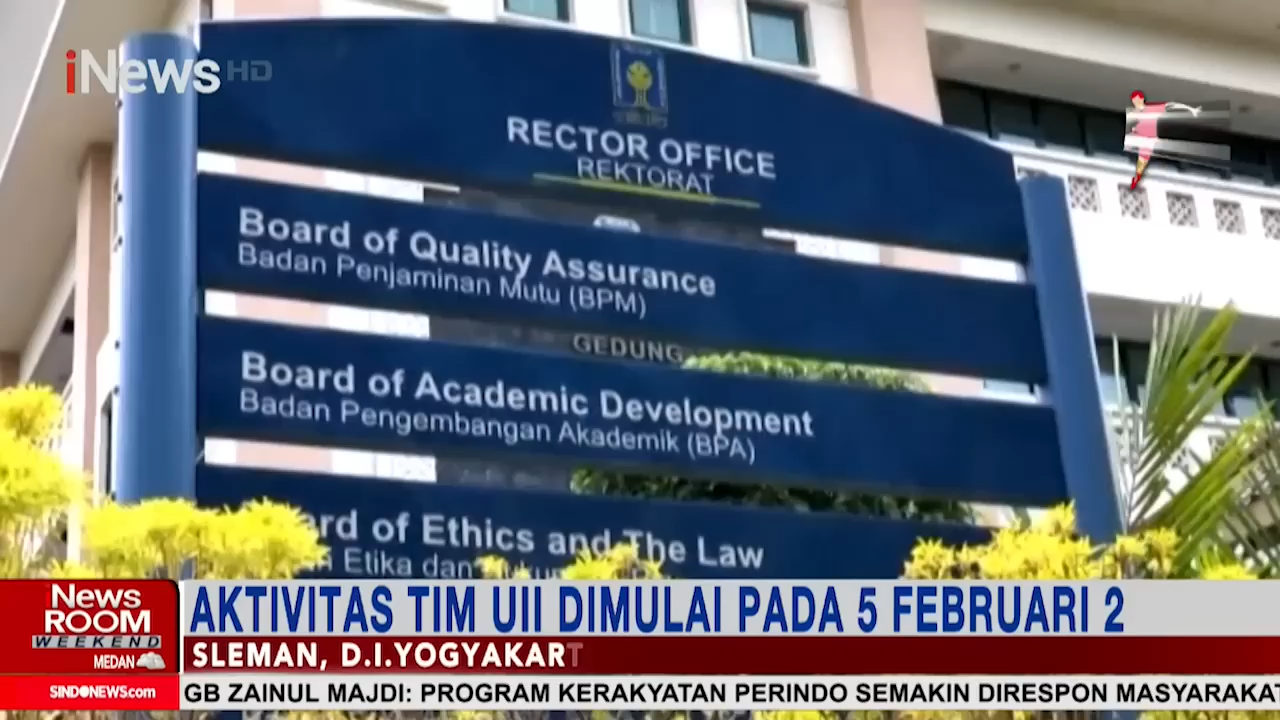 iNews HD
RECTOR OFFICE
REKTORAT
Board of Quality Assurance
Badan Penjaminan Mutu (BPM)
GEDUNG
Board of Academic Development
Badan Pengembangan Akademik (BPA)
of Ethics and The Law
Etika dan
News
ROOM
WEEKEND
MEDAN
AKTIVITAS TIM UII DIMULAI PADA 5 FEBRUARI 2
SLEMAN, D.I.YOGYAKART
SINDONEWS.com
GB ZAINUL MAJDI: PROGRAM KERAKYATAN PERINDO SEMAKIN DIRESPON MASYARAKAT